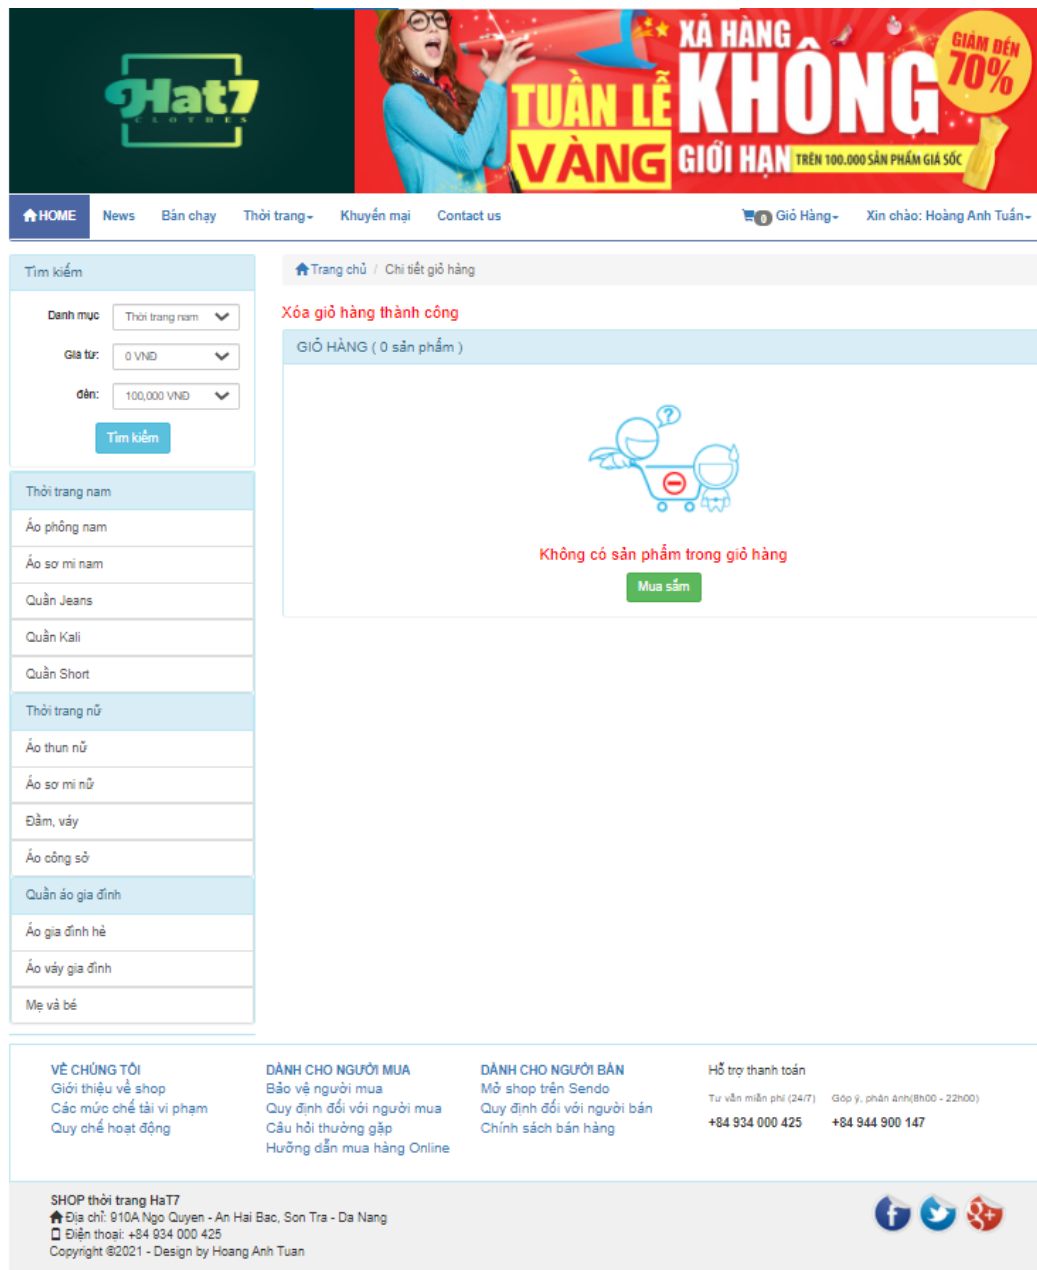 Hat7
CLOTHES
TUẦN LỄ
VÀNG
XẢ HÀNG
KHÔNG
GIỚI HẠN
TRÊN 100.000 SẢN PHẨM GIÁ SỐC
GIẢM ĐẾN
70%
HOME News Bán chạy Thời trang Khuyến mại Contact us 0 Giỏ Hàng Xin chào: Hoàng Anh Tuấn
Tìm kiếm
Danh mục Thời trang nam
Giá từ: 0 VNĐ
đến: 100,000 VNĐ
Tìm kiếm
Thời trang nam
Áo phông nam
Áo sơ mi nam
Quần Jeans
Quần Kali
Quần Short
Thời trang nữ
Áo thun nữ
Áo sơ mi nữ
Đầm, váy
Áo công sở
Quần áo gia đình
Áo gia đình hè
Áo váy gia đình
Mẹ và bé
Trang chủ / Chi tiết giỏ hàng
Xóa giỏ hàng thành công
GIỎ HÀNG ( 0 sản phẩm )
?
Không có sản phẩm trong giỏ hàng
Mua sắm
VỀ CHÚNG TÔI
Giới thiệu về shop
Các mức chế tài vi phạm
Quy chế hoạt động
DÀNH CHO NGƯỜI MUA
Bảo vệ người mua
Quy định đối với người mua
Câu hỏi thường gặp
Hướng dẫn mua hàng Online
DÀNH CHO NGƯỜI BÁN
Mở shop trên Sendo
Quy định đối với người bán
Chính sách bán hàng
Hỗ trợ thanh toán
Tư vấn miễn phí (24/7) Góp ý, phản ánh(8h00 - 22h00)
+84 934 000 425 +84 944 900 147
SHOP thời trang HaT7
Địa chỉ: 910A Ngo Quyen - An Hai Bac, Son Tra - Da Nang
Điện thoại: +84 934 000 425
Copyright ©2021 - Design by Hoang Anh Tuan